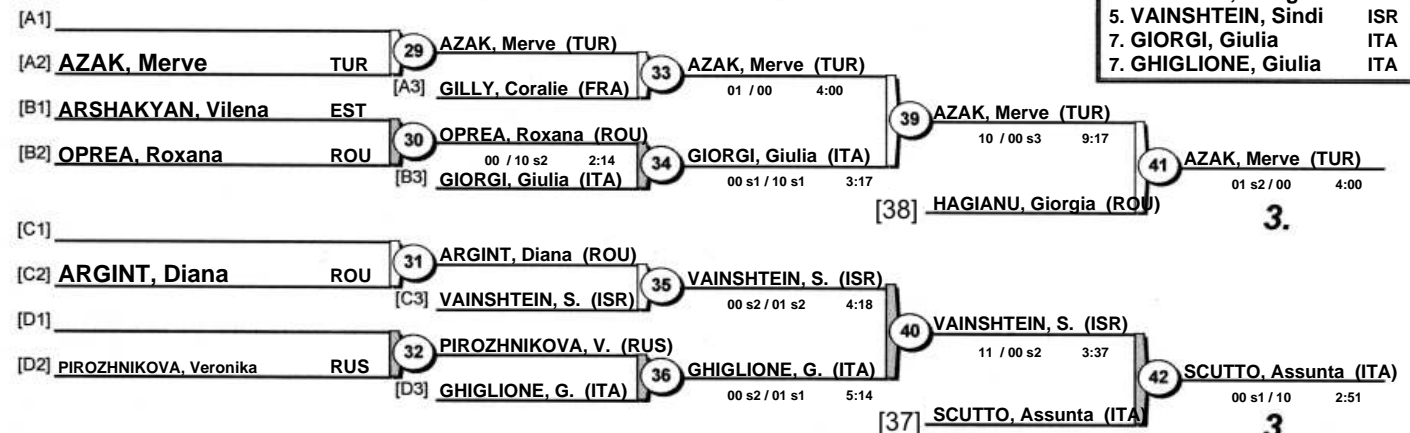 5. VAINSHTEIN, Sindi ISR
7. GIORGI, Giulia ITA
7. GHIGLIONE, Giulia ITA
[A1]
[A2] AZAK, Merve TUR
29
AZAK, Merve (TUR)
[A3] GILLY, Coralie (FRA)
33
AZAK, Merve (TUR)
01 / 00 4:00
[B1] ARSHAKYAN, Vilena EST
[B2] OPREA, Roxana ROU
30
OPREA, Roxana (ROU)
00 / 10 s2 2:14
[B3] GIORGI, Giulia (ITA)
34
GIORGI, Giulia (ITA)
00 s1 / 10 s1 3:17
39
AZAK, Merve (TUR)
10 / 00 s3 9:17
[38] HAGIANU, Giorgia (ROU)
41
AZAK, Merve (TUR)
01 s2 / 00 4:00
3.
[C1]
[C2] ARGINT, Diana ROU
31
ARGINT, Diana (ROU)
[C3] VAINSHTEIN, S. (ISR)
35
VAINSHTEIN, S. (ISR)
00 s2 / 01 s2 4:18
[D1]
[D2] PIROZHNIKOVA, Veronika RUS
32
PIROZHNIKOVA, V. (RUS)
[D3] GHIGLIONE, G. (ITA)
36
GHIGLIONE, G. (ITA)
00 s2 / 01 s1 5:14
40
VAINSHTEIN, S. (ISR)
11 / 00 s2 3:37
[37] SCUTTO, Assunta (ITA)
42
SCUTTO, Assunta (ITA)
00 s1 / 10 2:51
3